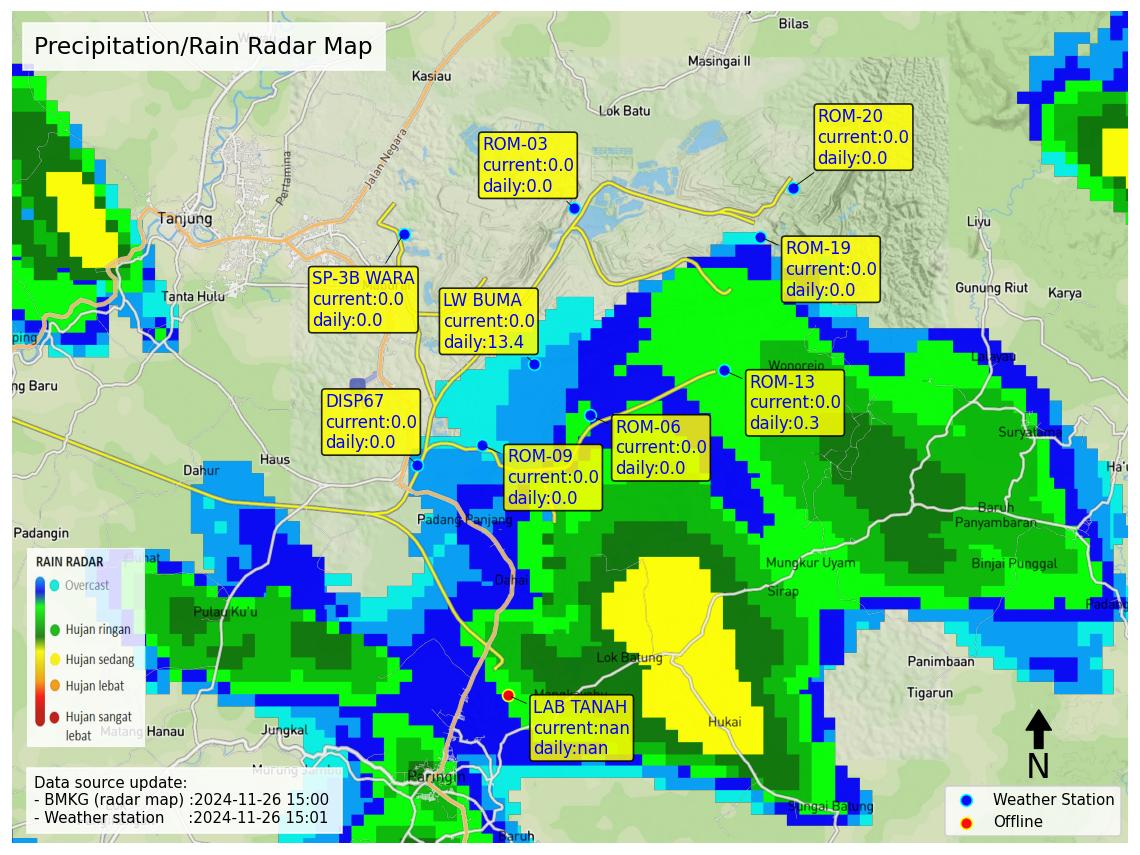 Precipitation/Rain Radar Map
Bilas
Masingai II
Kasiau
Lok Batu
Jalan Negara
Pertamina
ROM-20
current:0.0
daily:0.0
ROM-03
current:0.0
daily:0.0
Tanjung
Liyu
ROM-19
current:0.0
daily:0.0
SP-3B WARA
current:0.0
daily:0.0
Tanta Hulu
LW BUMA
current:0.0
daily:13.4
Gunung Riut
Karya
ping
ng Baru
Lalayau
Wonorejo
ROM-13
current:0.0
daily:0.3
DISP67
current:0.0
daily:0.0
ROM-06
current:0.0
daily:0.0
Suryatama
ROM-09
current:0.0
daily:0.0
Haus
Dahur
Ha'u
Padang Panjang
Baruh
Panyambaran
Padangin
Mungkur Uyam
Binjai Punggal
Dahai
Sirap
Padang
RAIN RADAR
Overcast
Hujan ringan
Hujan sedang
Hujan lebat
Hujan sangat
lebat
Pulau Ku'u
Lok Batung
Panimbaan
Tigarun
LAB TANAH
current:nan
daily:nan
Hukai
Matang Hanau
Jungkal
Murung Jambu
Paringin
Sungai Batung
Baruh
Data source update:
- BMKG (radar map) :2024-11-26 15:00
- Weather station :2024-11-26 15:01
N
Weather Station
Offline